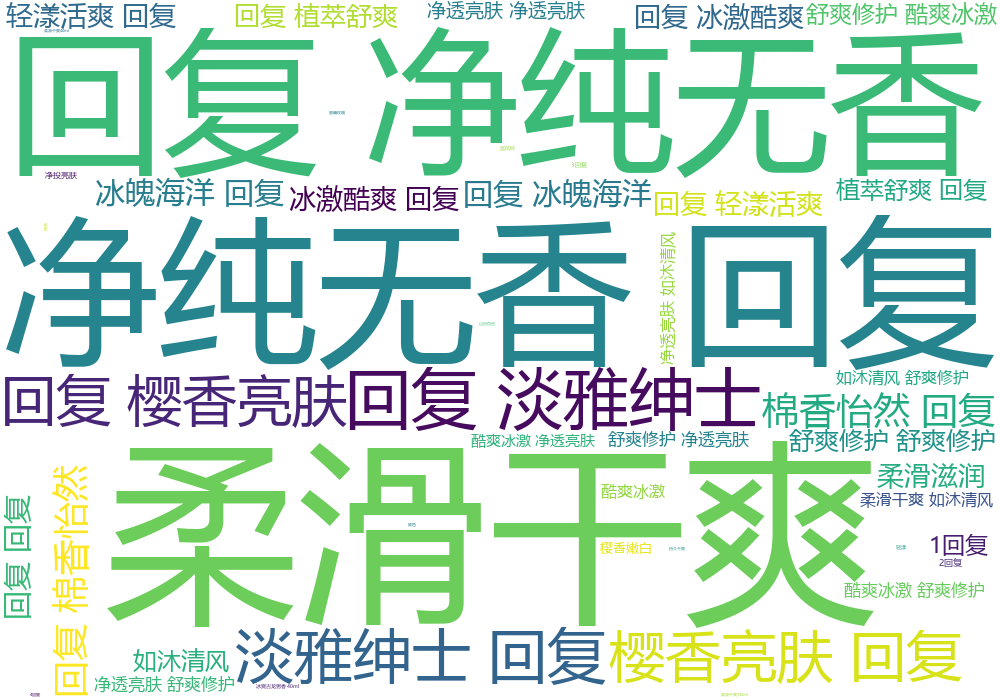 轻漾活爽 回复
回复 植萃舒爽
净透亮肤 净透亮肤
回复 冰激酷爽
舒爽修护 酷爽冰激
回复 净纯无香
3回复
净投亮肤
冰魄海洋 回复
冰激酷爽 回复
回复 冰魄海洋
回复 轻漾活爽
植萃舒爽 回复
净纯无香 回复
净透亮肤 如沐清风
如沐清风 舒爽修护
回复 樱香亮肤
回复 淡雅绅士
棉香怡然 回复
酷爽冰激 净透亮肤
舒爽修护 净透亮肤
舒爽修护 舒爽修护
柔滑干爽
柔滑滋润
柔滑干爽 如沐清风
酷爽冰激
樱香嫩白
1回复
2回复
酷爽冰激 舒爽修护
回复 回复
回复 棉香怡然
如沐清风
净透亮肤 舒爽修护
淡雅绅士 回复
樱香亮肤 回复
冰爽古龙男香40ml